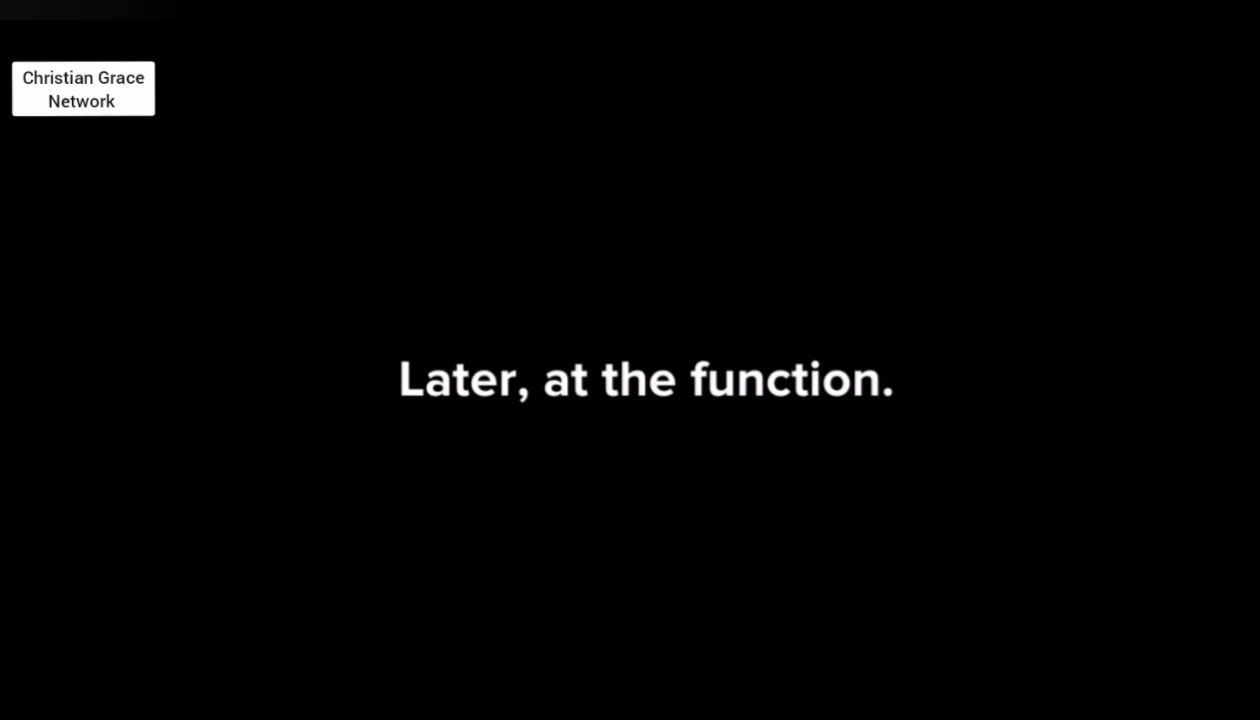 Christian Grace
Network
Later, at the function.